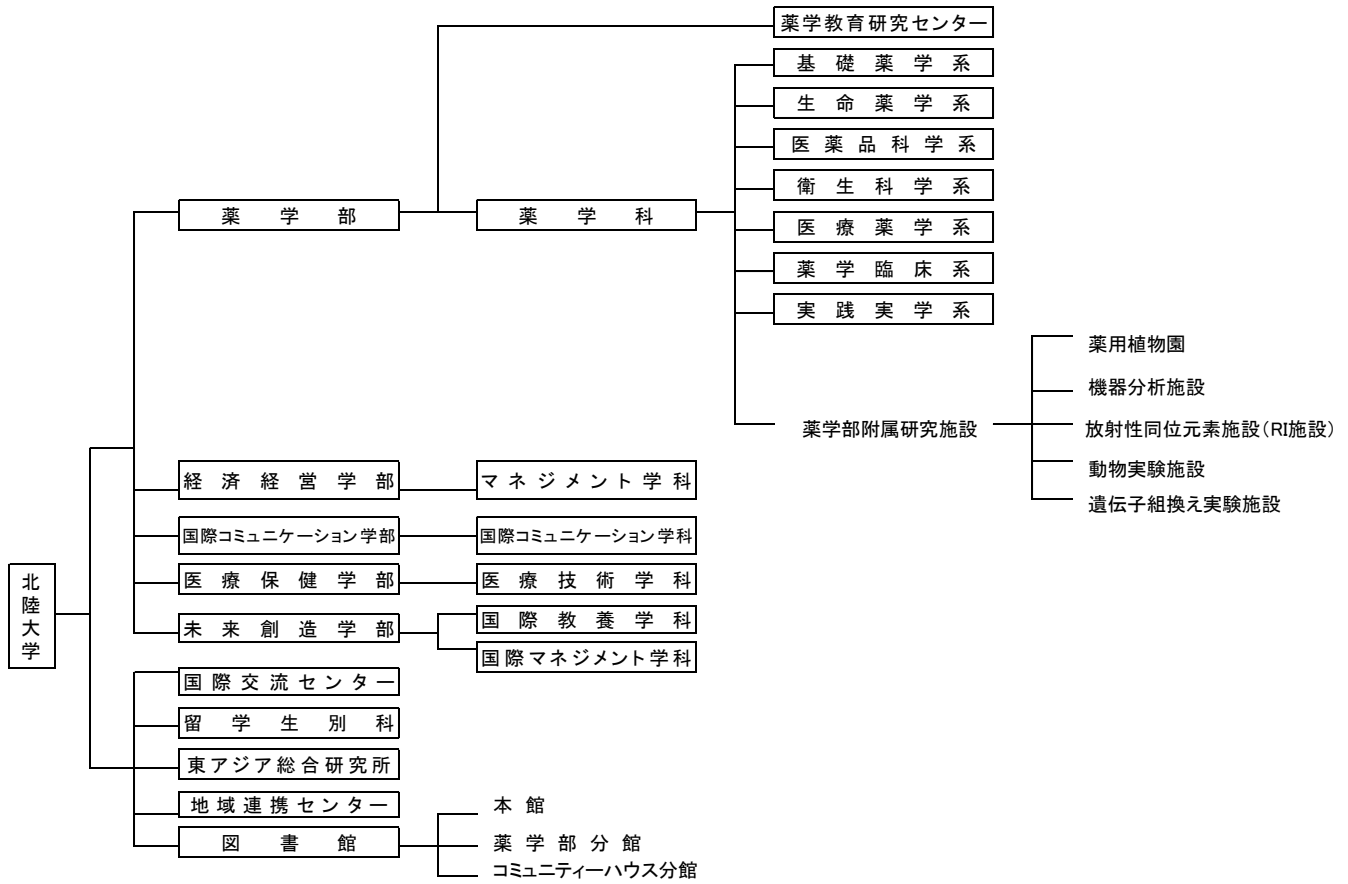 薬学教育研究センター
基礎薬学系
生命薬学系
医薬品科学系
衛生科学系
薬学部
薬学科
医療薬学系
薬学臨床系
実践実学系
薬用植物園
機器分析施設
薬学部附属研究施設
放射性同位元素施設（RI施設）
動物実験施設
遺伝子組換え実験施設
経済経営学部
マネジメント学科
国際コミュニケーション学部
国際コミュニケーション学科
医療保健学部
医療技術学科
北陸大学
未来創造学部
国際教養学科
国際マネジメント学科
国際交流センター
留学生別科
東アジア総合研究所
地域連携センター
図書館
本館
薬学部分館
コミュニティーハウス分館